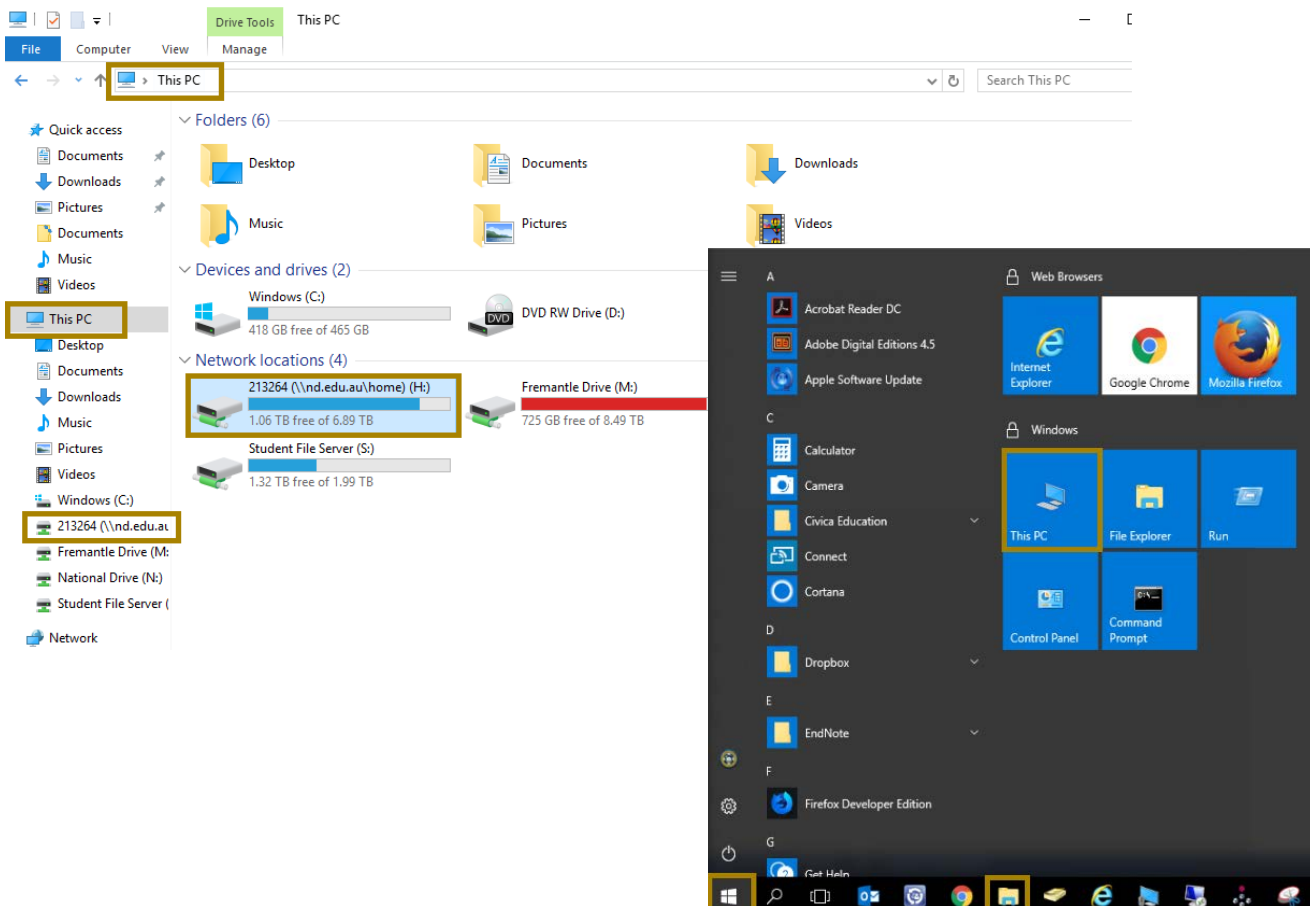 Drive Tools
This PC
File
Computer
View
Manage
This PC
Search This PC
Quick access
Documents
Downloads
Pictures
Documents
Music
Videos
This PC
Desktop
Documents
Downloads
Music
Pictures
Videos
Windows (C:)
213264 (\\nd.edu.au
Fremantle Drive (M:
National Drive (N:)
Student File Server (
Network
Folders (6)
Desktop
Documents
Downloads
Music
Pictures
Videos
Devices and drives (2)
Windows (C:)
418 GB free of 465 GB
DVD
DVD RW Drive (D:)
Network locations (4)
213264 (\\nd.edu.au\home) (H:)
1.06 TB free of 6.89 TB
Fremantle Drive (M:)
725 GB free of 8.49 TB
Student File Server (S:)
1.32 TB free of 1.99 TB
A
Acrobat Reader DC
Adobe Digital Editions 4.5
Apple Software Update
C
Calculator
Camera
Civica Education
Connect
Cortana
D
Dropbox
E
EndNote
F
Firefox Developer Edition
G
Get Help
Web Browsers
Internet
Explorer
Google Chrome
Mozilla Firefox
Windows
This PC
File Explorer
Run
Control Panel
C:\_
Command
Prompt